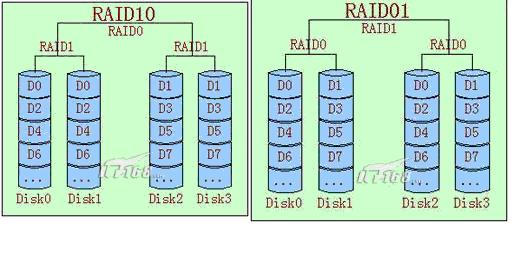 RAID10
RAID0
RAID1 RAID1
D0 D0 D1 D1
D2 D2 D3 D3
D4 D4 D5 D5
D6 D6 D7 D7
... ... ... ...
Disk0 Disk1 Disk2 Disk3
RAID01
RAID1
RAID0 RAID0
D0 D1 D0 D1
D2 D3 D2 D3
D4 D5 D4 D5
D6 D7 D6 D7
... ... ... ...
Disk0 Disk1 Disk2 Disk3